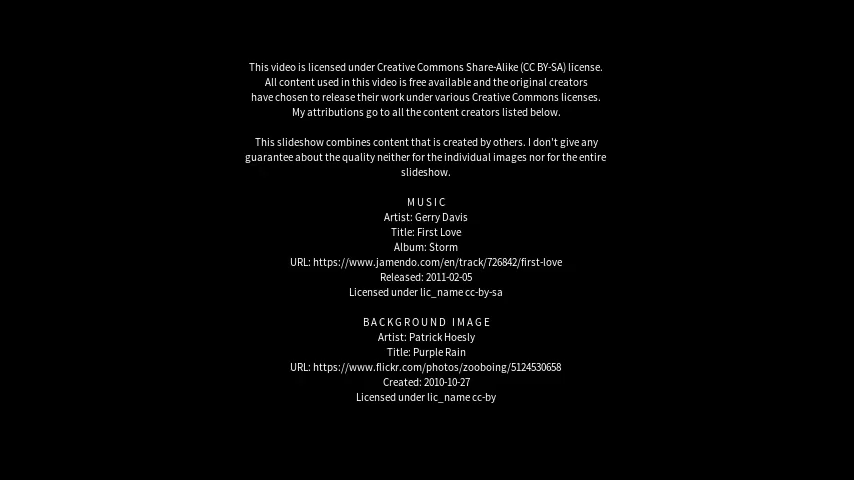 This video is licensed under Creative Commons Share-Alike (CC BY-SA) license.
All content used in this video is free available and the original creators
have chosen to release their work under various Creative Commons licenses.
My attributions go to all the content creators listed below.
This slideshow combines content that is created by others. I don't give any
guarantee about the quality neither for the individual images nor for the entire
slideshow.
MUSIC
Artist: Gerry Davis
Title: First Love
Album: Storm
URL: https://www.jamendo.com/en/track/726842/first-love
Released: 2011-02-05
Licensed under lic_name cc-by-sa
BACKGROUND IMAGE
Artist: Patrick Hoesly
Title: Purple Rain
URL: https://www.flickr.com/photos/zooboing/5124530658
Created: 2010-10-27
Licensed under lic_name cc-by